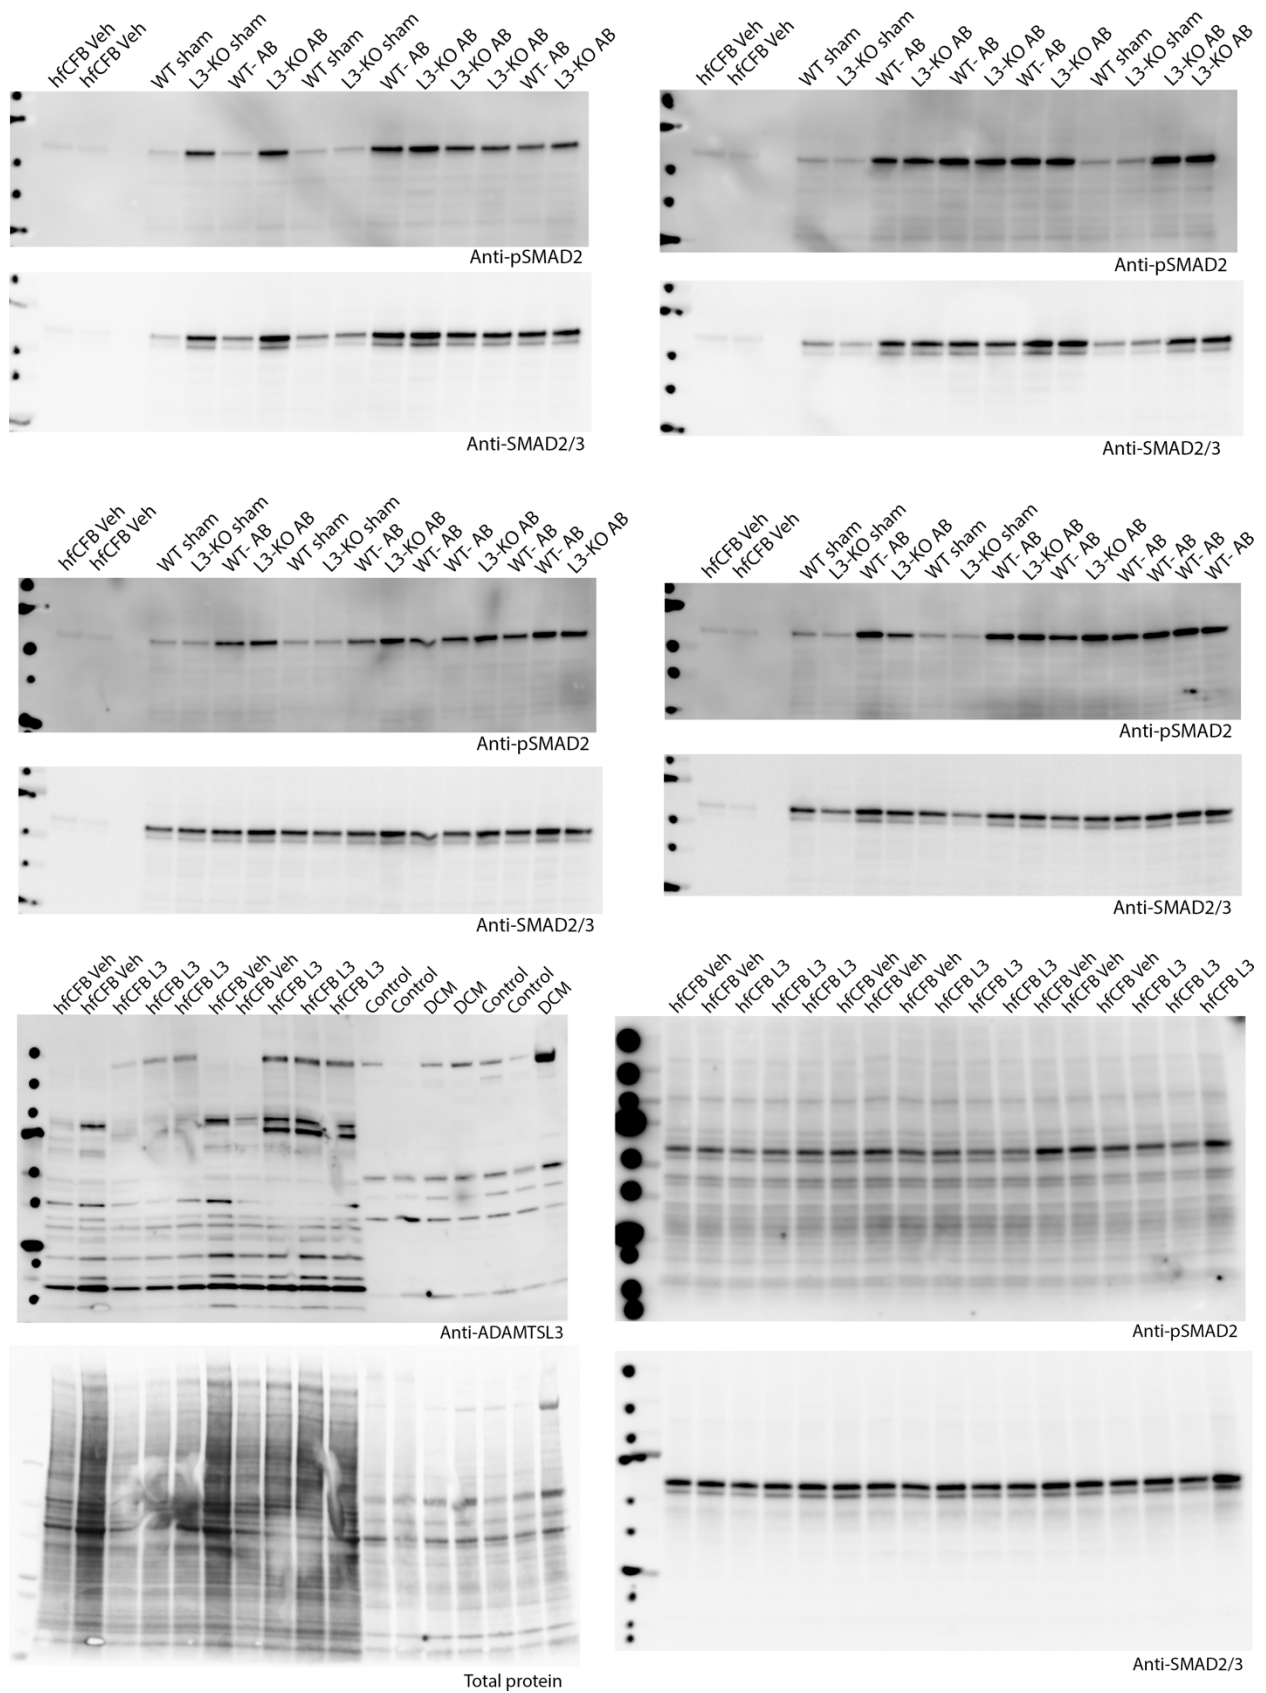 hfCFB Veh
hfCFB Veh
WT sham
L3-KO sham
WT- AB
L3-KO AB
WT sham
L3-KO sham
WT- AB
L3-KO AB
L3-KO AB
L3-KO AB
WT- AB
L3-KO AB
Anti-pSMAD2
Anti-SMAD2/3
hfCFB Veh
hfCFB Veh
WT sham
L3-KO sham
WT- AB
L3-KO AB
WT- AB
L3-KO AB
WT- AB
L3-KO AB
WT sham
L3-KO sham
L3-KO AB
L3-KO AB
Anti-pSMAD2
Anti-SMAD2/3
hfCFB Veh
hfCFB Veh
WT sham
L3-KO sham
WT- AB
L3-KO AB
WT sham
L3-KO sham
WT- AB
L3-KO AB
WT- AB
WT- AB
L3-KO AB
WT- AB
WT- AB
L3-KO AB
Anti-pSMAD2
Anti-SMAD2/3
hfCFB Veh
hfCFB Veh
WT sham
L3-KO sham
WT- AB
L3-KO AB
WT sham
L3-KO sham
WT- AB
L3-KO AB
WT- AB
L3-KO AB
WT- AB
WT- AB
WT- AB
WT- AB
Anti-pSMAD2
Anti-SMAD2/3
hfCFB Veh
hfCFB Veh
hfCFB L3
hfCFB L3
hfCFB L3
hfCFB Veh
hfCFB Veh
hfCFB L3
hfCFB L3
hfCFB L3
Control
Control
DCM
DCM
Control
Control
DCM
Anti-ADAMTSL3
Total protein
hfCFB Veh
hfCFB Veh
hfCFB L3
hfCFB L3
hfCFB L3
hfCFB Veh
hfCFB Veh
hfCFB Veh
hfCFB L3
hfCFB L3
hfCFB L3
hfCFB Veh
hfCFB Veh
hfCFB Veh
hfCFB L3
hfCFB L3
hfCFB L3
Anti-pSMAD2
Anti-SMAD2/3